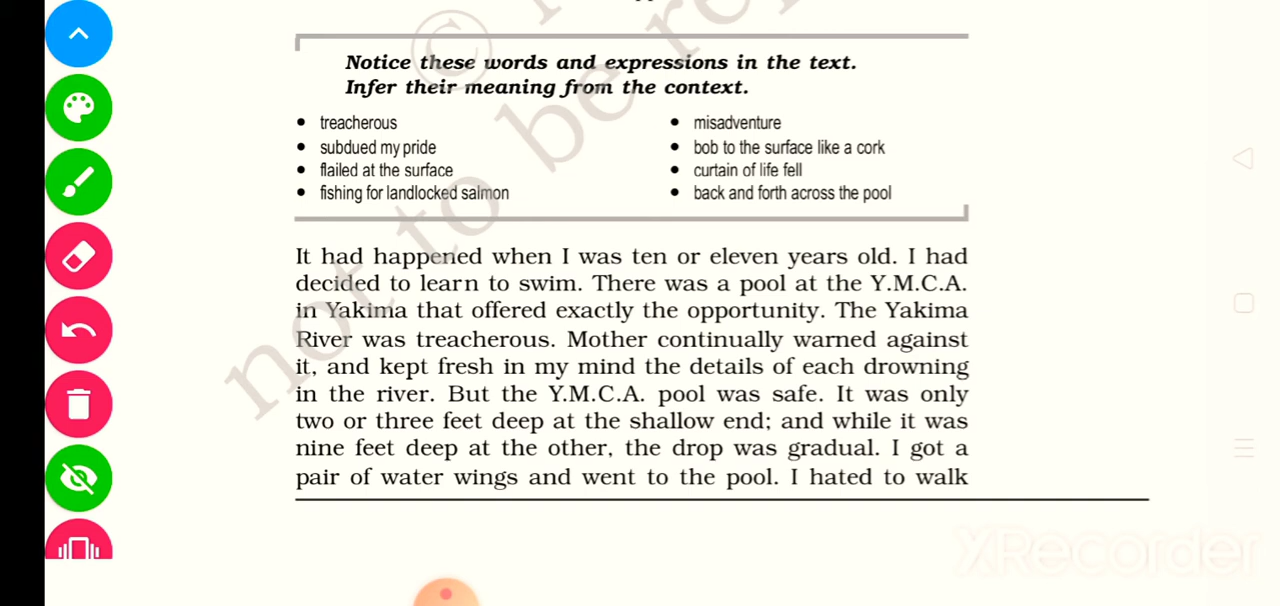 Notice these words and expressions in the text.
Infer their meaning from the context.
• treacherous
• subdued my pride
• flailed at the surface
• fishing for landlocked salmon
• misadventure
• bob to the surface like a cork
• curtain of life fell
• back and forth across the pool
It had happened when I was ten or eleven years old. I had
decided to learn to swim. There was a pool at the Y.M.C.A.
in Yakima that offered exactly the opportunity. The Yakima
River was treacherous. Mother continually warned against
it, and kept fresh in my mind the details of each drowning
in the river. But the Y.M.C.A. pool was safe. It was only
two or three feet deep at the shallow end; and while it was
nine feet deep at the other, the drop was gradual. I got a
pair of water wings and went to the pool. I hated to walk
©
not to be
XRecorder